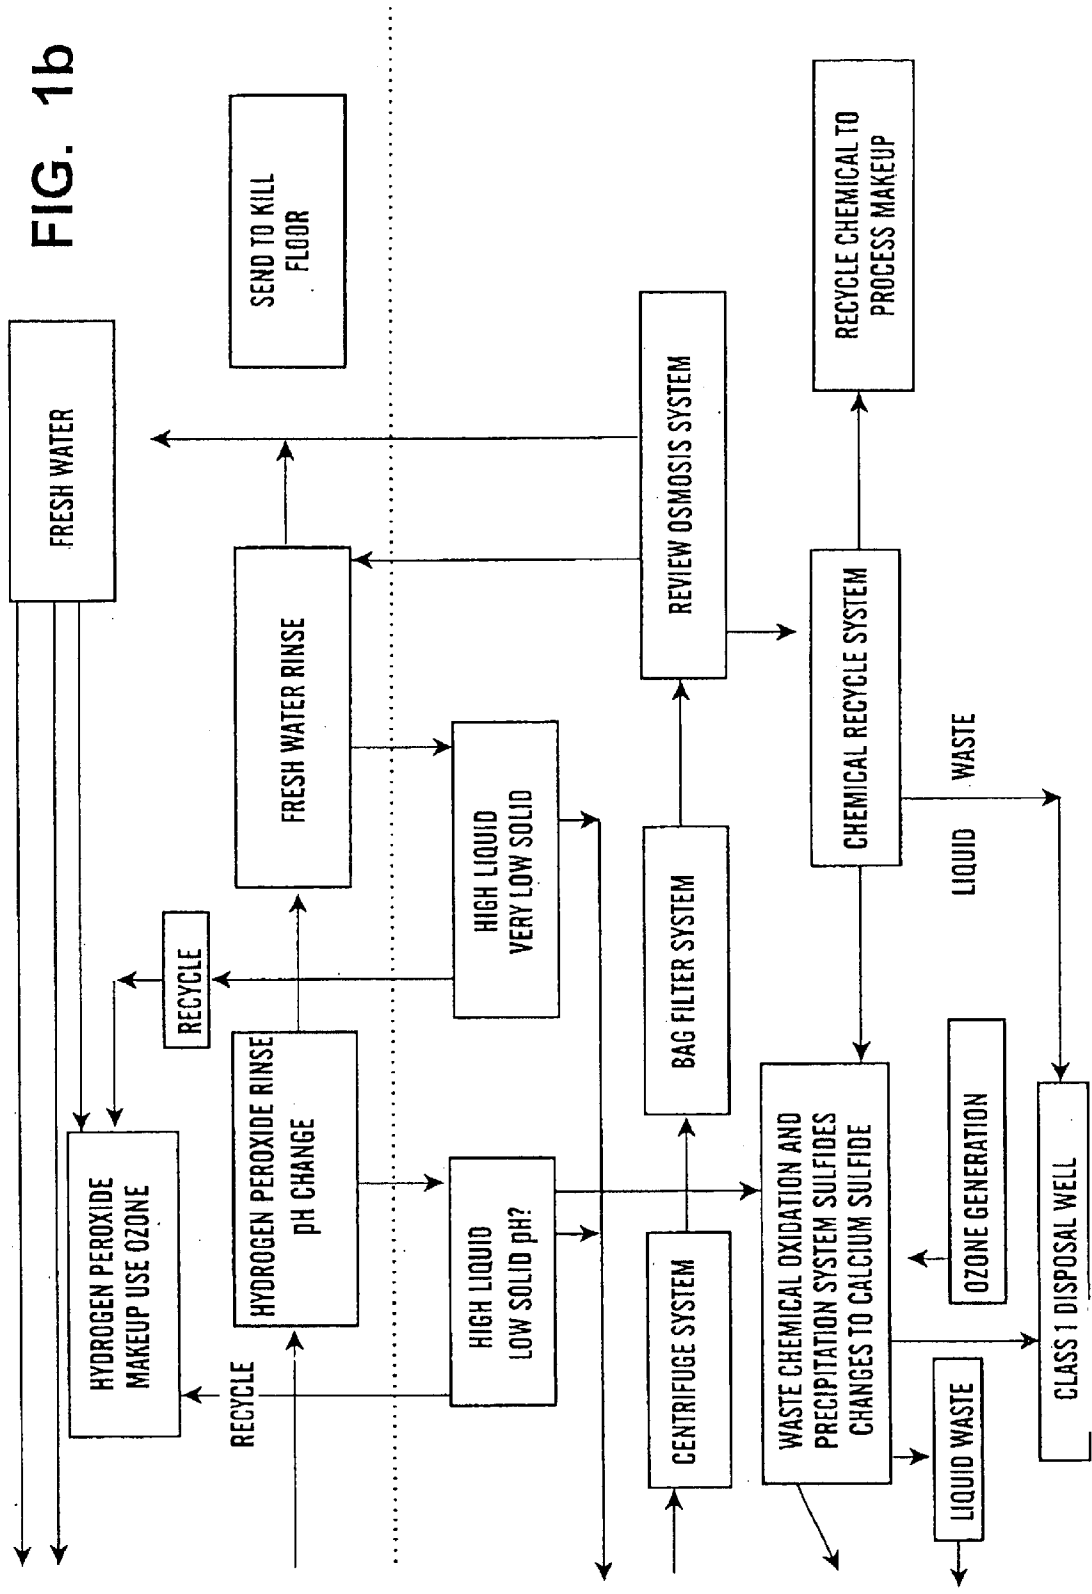 FIG. 1b
FRESH WATER
HYDROGEN PEROXIDE
MAKEUP USE OZONE
RECYCLE
RECYCLE
HYDROGEN PEROXIDE RINSE
pH CHANGE
FRESH WATER RINSE
SEND TO KILL
FLOOR
HIGH LIQUID
LOW SOLID pH?
HIGH LIQUID
VERY LOW SOLID
CENTRIFUGE SYSTEM
BAG FILTER SYSTEM
REVIEW OSMOSIS SYSTEM
WASTE CHEMICAL OXIDATION AND
PRECIPITATION SYSTEM SULFIDES
CHANGES TO CALCIUM SULFIDE
CHEMICAL RECYCLE SYSTEM
RECYCLE CHEMICAL TO
PROCESS MAKEUP
LIQUID WASTE
OZONE GENERATION
LIQUID WASTE
CLASS 1 DISPOSAL WELL